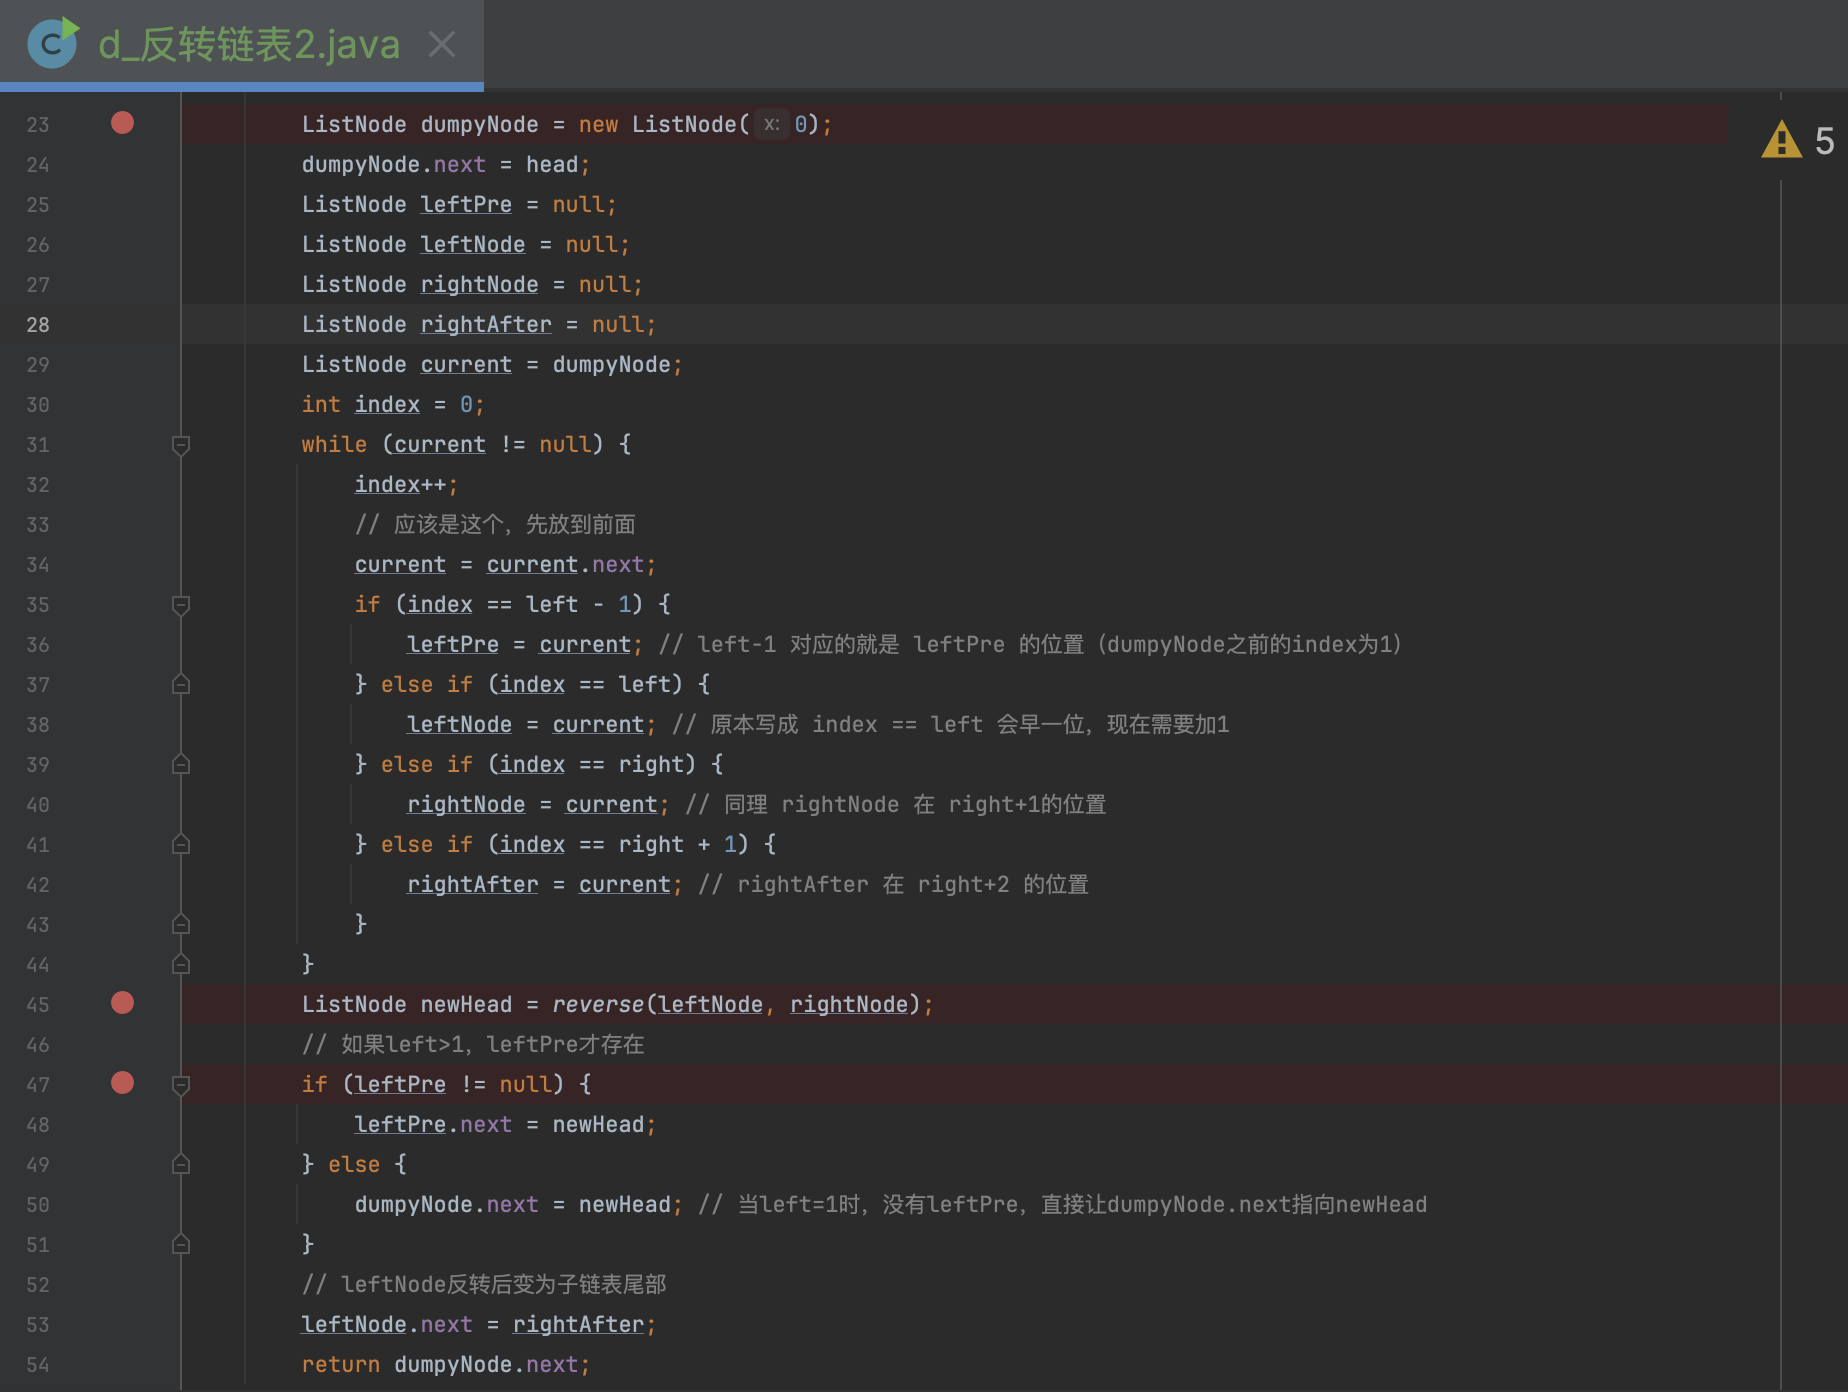 d_反转链表2.java
5
23 ListNode dumpyNode = new ListNode( x: 0);
24 dumpyNode.next = head;
25 ListNode leftPre = null;
26 ListNode leftNode = null;
27 ListNode rightNode = null;
28 ListNode rightAfter = null;
29 ListNode current = dumpyNode;
30 int index = 0;
31 while (current != null) {
32 index++;
33 // 应该是这个，先放到前面
34 current = current.next;
35 if (index == left - 1) {
36 leftPre = current; // left-1 对应的就是 leftPre 的位置（dumpyNode之前的index为1）
37 } else if (index == left) {
38 leftNode = current; // 原本写成 index == left 会早一位，现在需要加1
39 } else if (index == right) {
40 rightNode = current; // 同理 rightNode 在 right+1的位置
41 } else if (index == right + 1) {
42 rightAfter = current; // rightAfter 在 right+2 的位置
43 }
44 }
45 ListNode newHead = reverse(leftNode, rightNode);
46 // 如果left>1，leftPre才存在
47 if (leftPre != null) {
48 leftPre.next = newHead;
49 } else {
50 dumpyNode.next = newHead; // 当left=1时，没有leftPre，直接让dumpyNode.next指向newHead
51 }
52 // leftNode反转后变为子链表尾部
53 leftNode.next = rightAfter;
54 return dumpyNode.next;